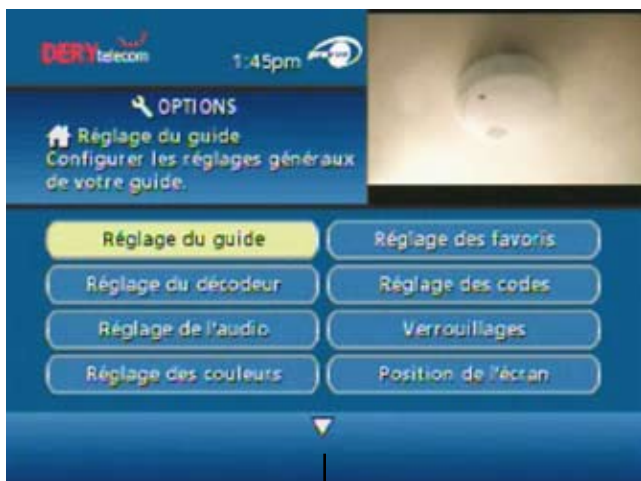 DERYtelecom
1:45pm
OPTIONS
Réglage du guide
Configurer les réglages généraux
de votre guide.
Réglage du guide
Réglage des favoris
Réglage du décodeur
Réglage des codes
Réglage de l'audio
Verrouillages
Réglage des couleurs
Position de l'écran